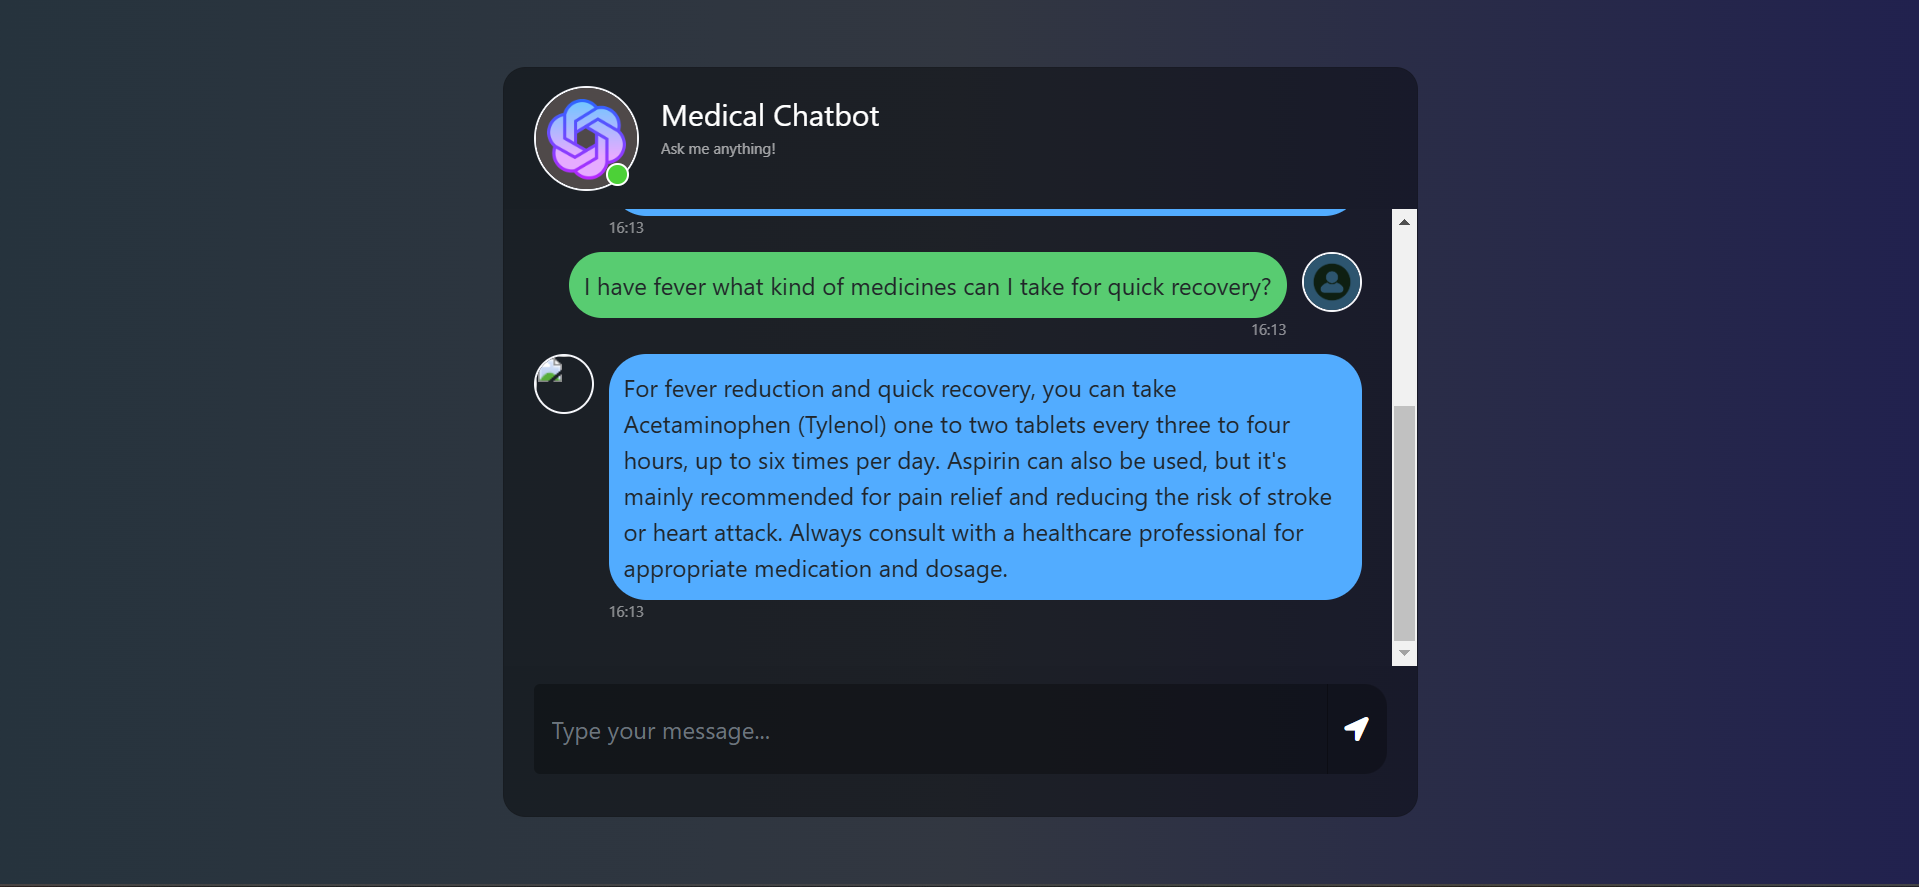 Medical Chatbot
Ask me anything!
16:13
I have fever what kind of medicines can I take for quick recovery?
16:13
For fever reduction and quick recovery, you can take
Acetaminophen (Tylenol) one to two tablets every three to four
hours, up to six times per day. Aspirin can also be used, but it's
mainly recommended for pain relief and reducing the risk of stroke
or heart attack. Always consult with a healthcare professional for
appropriate medication and dosage.
16:13
Type your message...